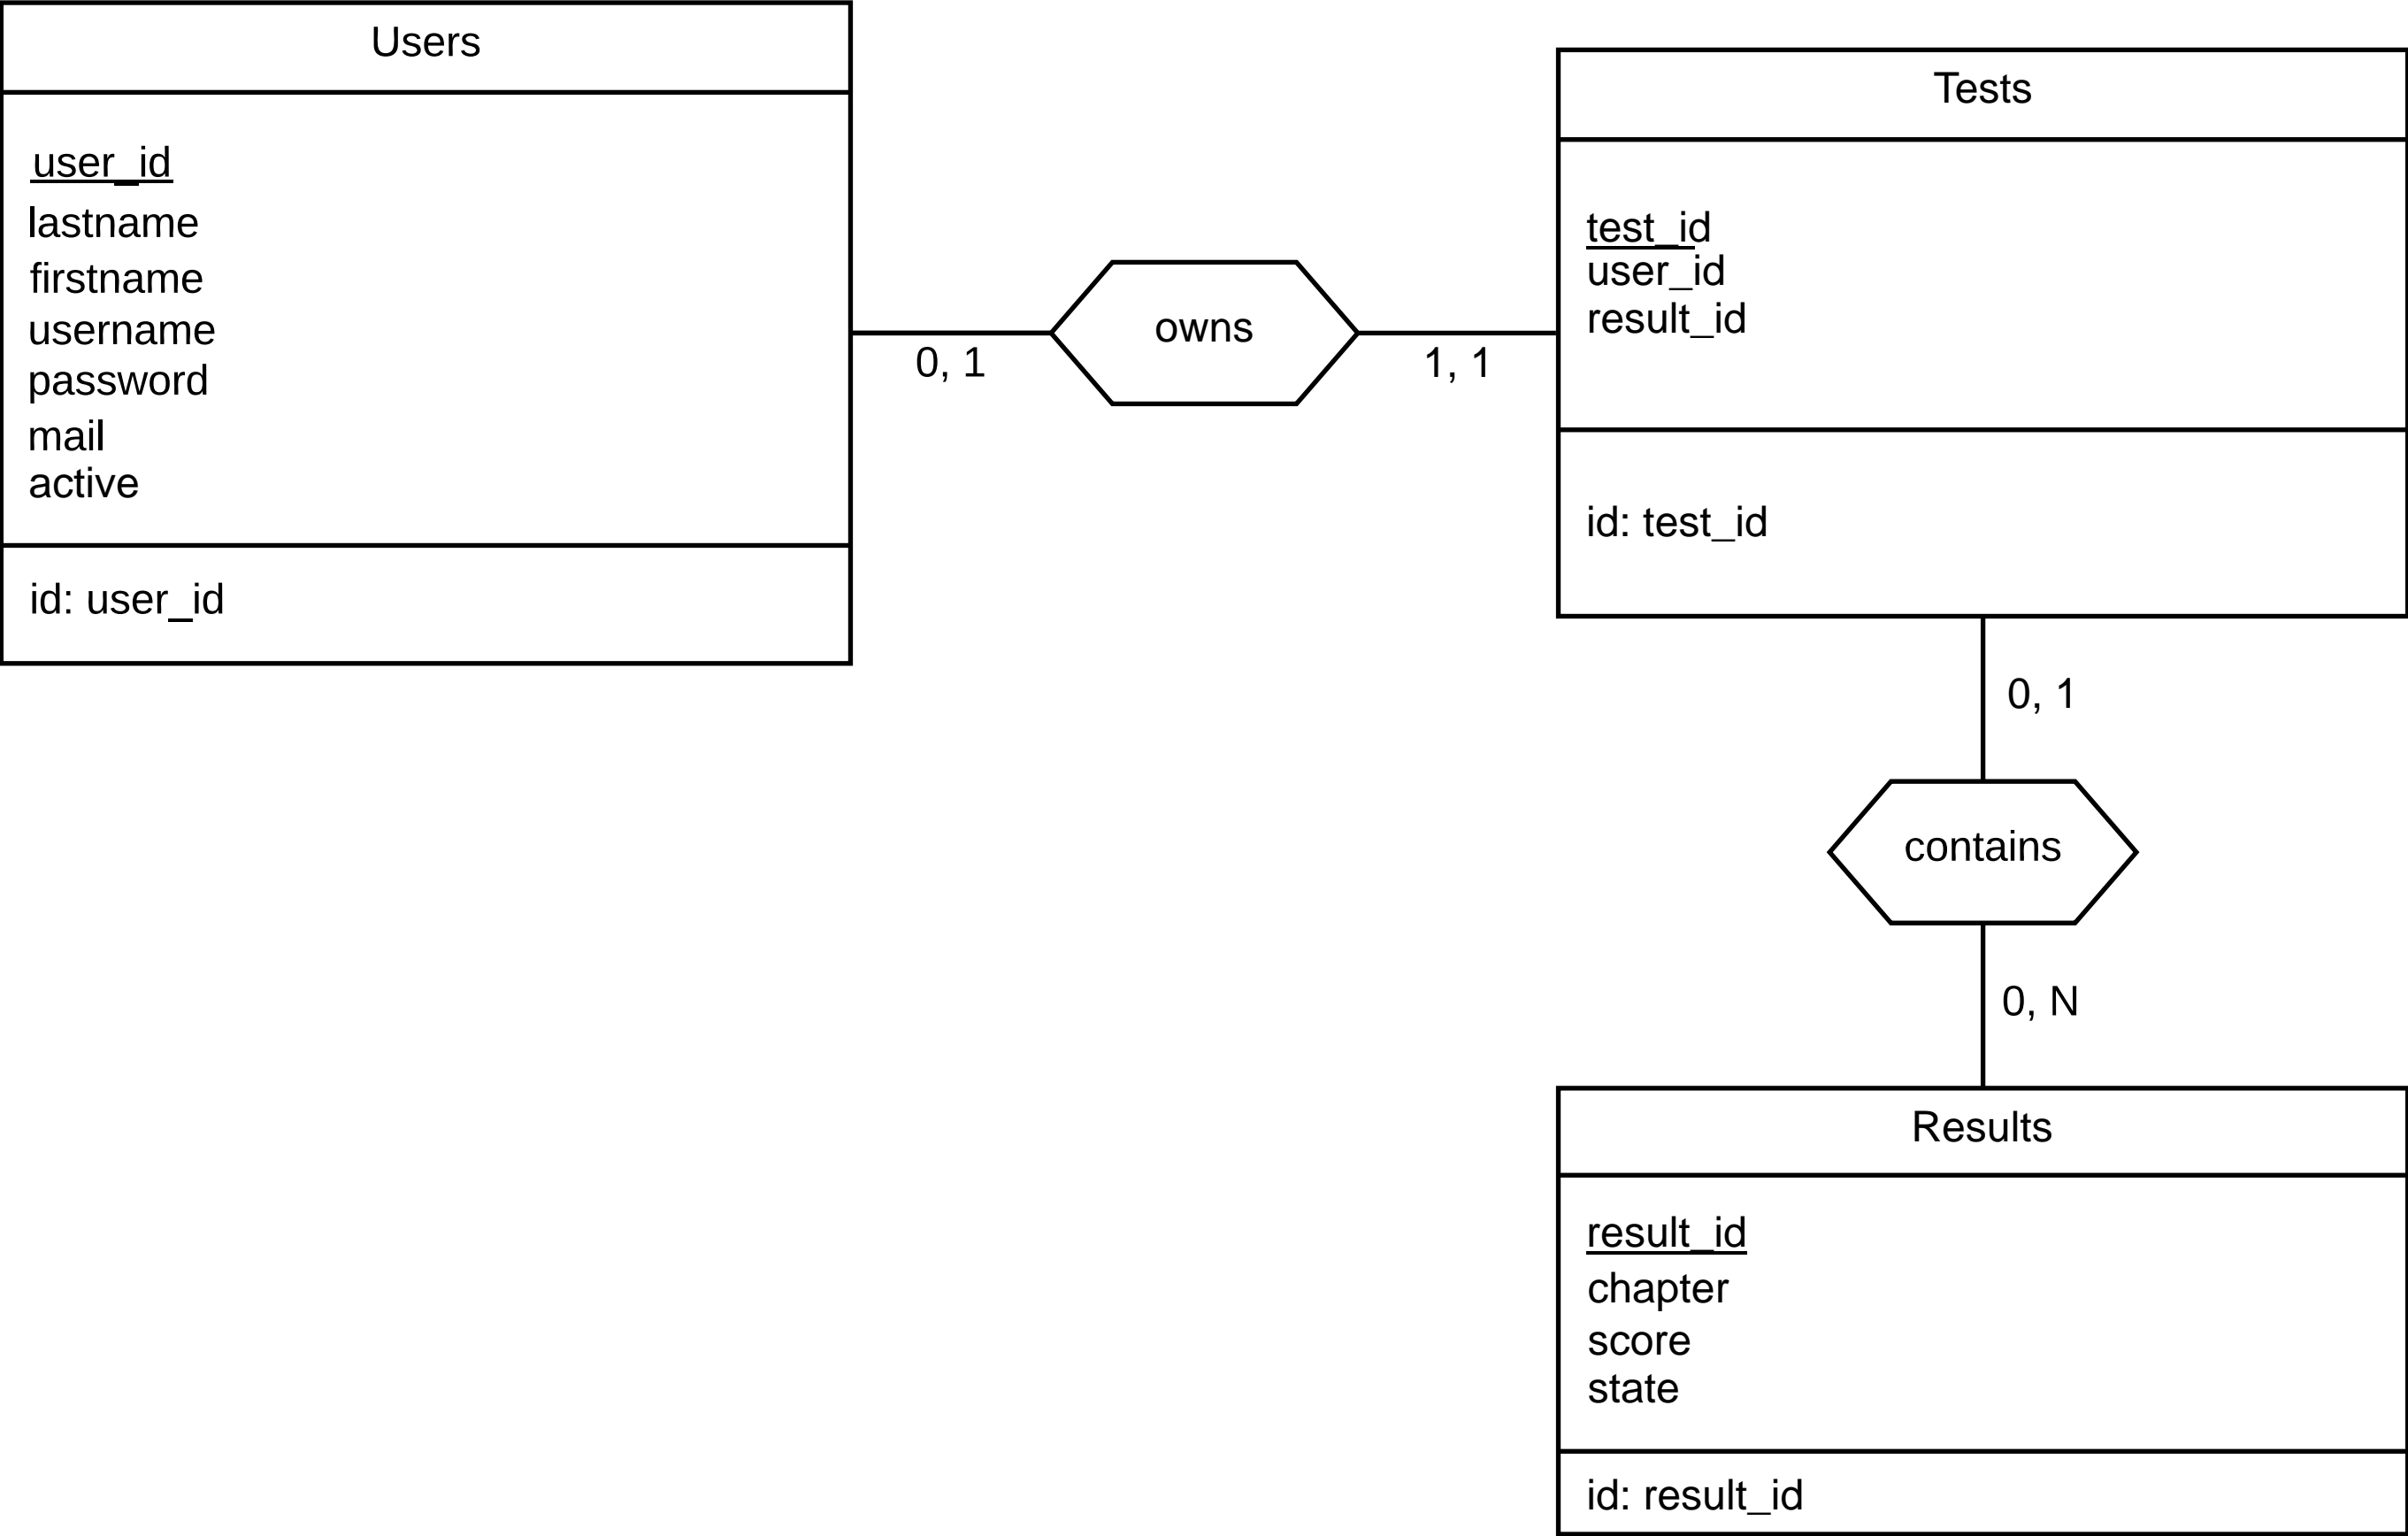 Users
user_id
lastname
firstname
username
password
mail
active
id: user_id
owns
0, 1
1, 1
Tests
test_id
user_id
result_id
id: test_id
0, 1
contains
0, N
Results
result_id
chapter
score
state
id: result_id